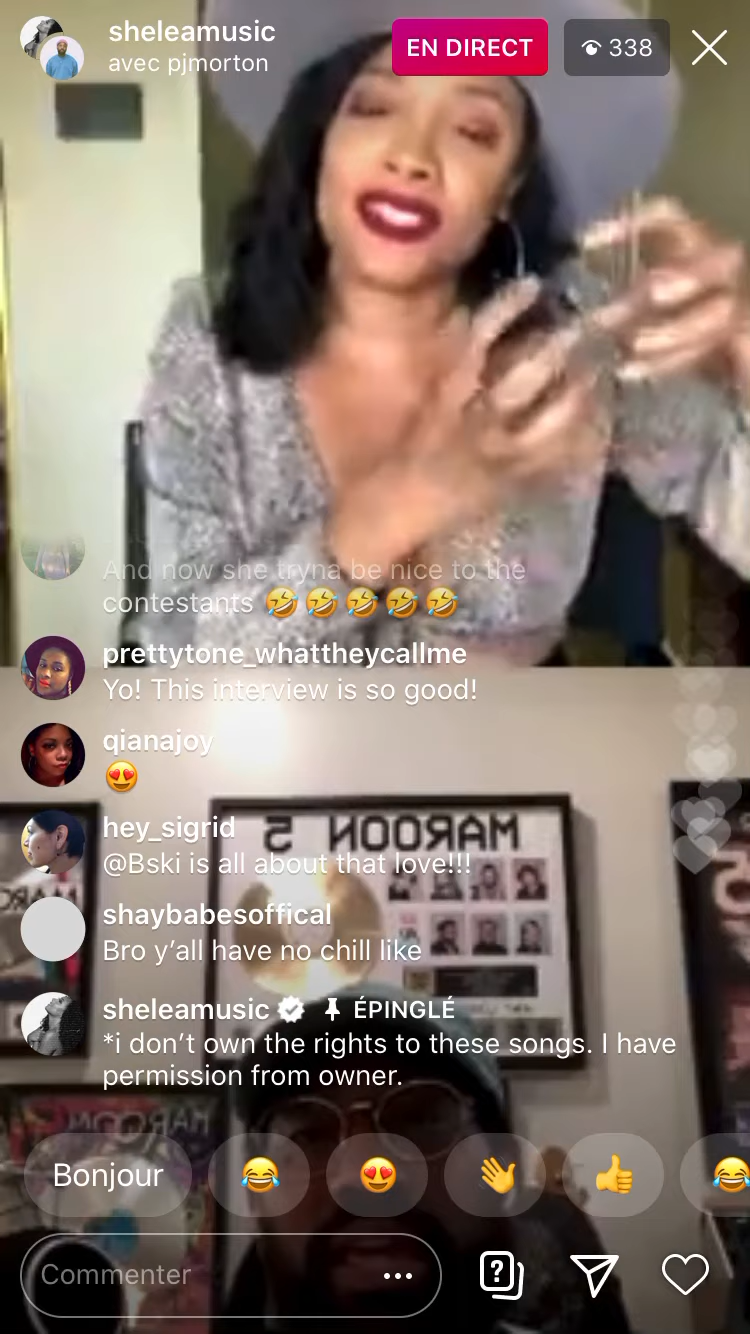 sheleamusic
avec pjmorton
EN DIRECT
338
And now she tryna be nice to the
contestants 🤣🤣🤣🤣🤣
prettytone_whattheycallme
Yo! This interview is so good!
qianajoy
😍
hey_sigrid
@Bski is all about that love!!!
shaybabesoffical
Bro y’all have no chill like
sheleamusic ÉPINGLÉ
*i don’t own the rights to these songs. I have
permission from owner.
MAROON 5
MAROON
Bonjour 😂 😍 👋 👍 😂
Commenter